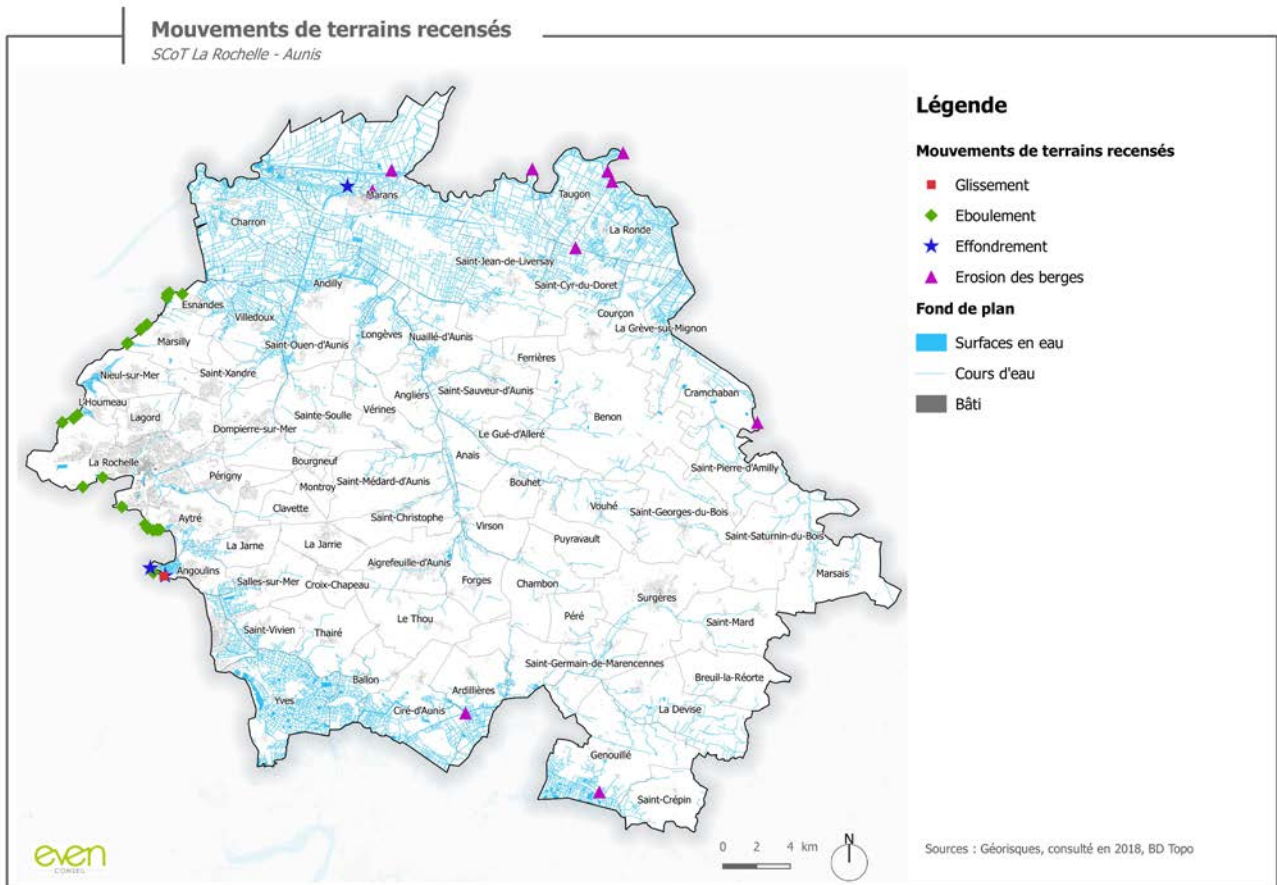 Mouvements de terrains recensés
SCoT La Rochelle - Aunis
Légende
Mouvements de terrains recensés
Glissement
Eboulement
Effondrement
Erosion des berges
Fond de plan
Surfaces en eau
Cours d'eau
Bâti
Marans
Taugon
Charron
La Ronde
Saint-Jean-de-Liversay
Andilly
Saint-Cyr-du-Doret
Esnandes
Villedoux
Courçon
La Grève-sur-Mignon
Longèves
Nuaillé-d'Aunis
Marsilly
Saint-Ouen-d'Aunis
Ferrières
Nieul-sur-Mer
Saint-Xandre
Saint-Sauveur-d'Aunis
Cramchaban
Angliers
L'Houmeau
Lagord
Sainte-Soulle
Vérines
Benon
Dompierre-sur-Mer
Le Gué-d'Alleré
La Rochelle
Bourgneuf
Anais
Saint-Pierre-d'Amilly
Périgny
Montroy
Saint-Médard-d'Aunis
Bouhet
Clavette
Vouhé
Saint-Georges-du-Bois
Aytré
Saint-Christophe
Virson
Saint-Saturnin-du-Bois
La Jarne
La Jarrie
Puyravault
Angoulins
Aigrefeuille-d'Aunis
Marsais
Salles-sur-Mer
Croix-Chapeau
Forges
Chambon
Surgères
Le Thou
Péré
Saint-Mard
Saint-Vivien
Thairé
Saint-Germain-de-Marencennes
Breuil-la-Réorte
Ballon
Ardillières
Yves
Ciré-d'Aunis
La Devise
Genouillé
Saint-Crépin
even
CONSEIL
0 2 4 km
N
Sources : Géorisques, consulté en 2018, BD Topo